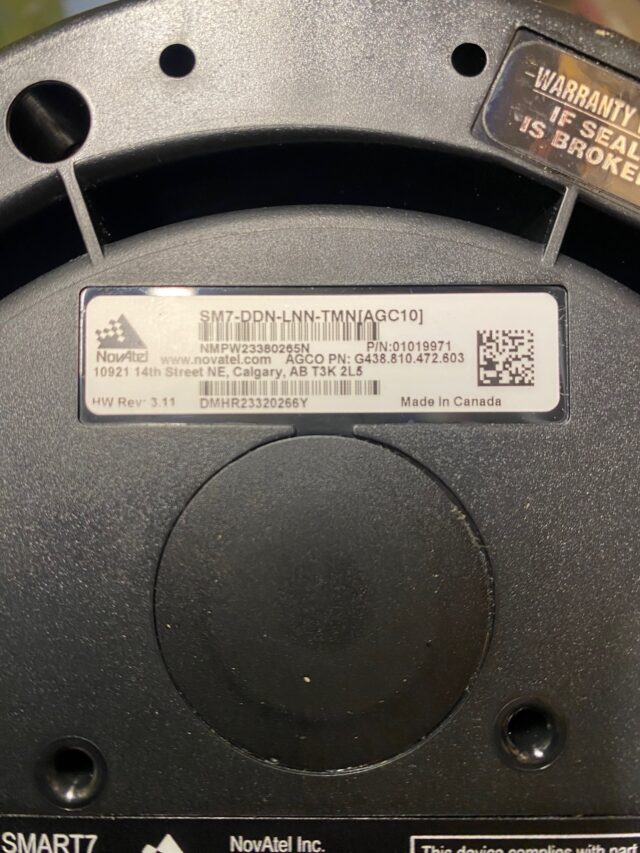 WARRANTY
IF SEAL
IS BROKEN
SM7-DDN-LNN-TMN[AGC10]
NovAtel
NMPW23380265N P/N:01019971
www.novatel.com AGCO PN: G438.810.472.603
10921 14th Street NE, Calgary, AB T3K 2L5
HW Rev: 3.11 DMHR23320266Y Made In Canada
SMART7 NovAtel Inc. This device complies with part